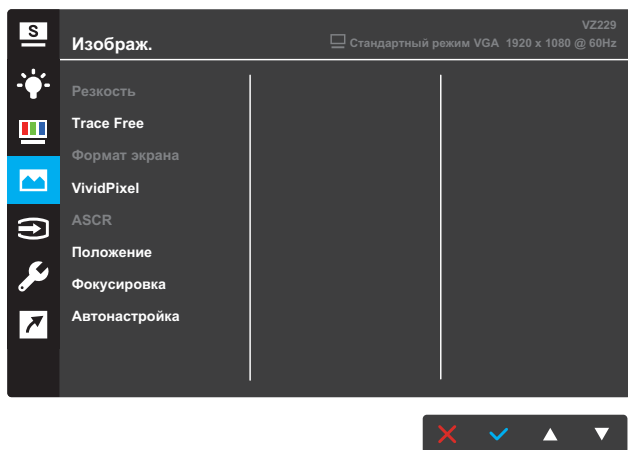 S
VZ229
Изображ.
Стандартный режим VGA 1920 x 1080 @ 60Hz
Резкость
Trace Free
Формат экрана
VividPixel
ASCR
Положение
Фокусировка
Автонастройка